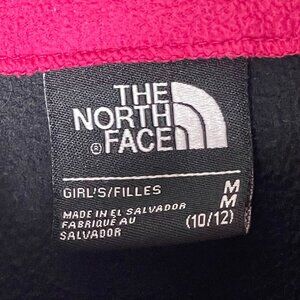 THE
NORTH
® FACE
GIRL'S/FILLES M
M
MADE IN EL SALVADOR (10/12)
FABRIQUÉ AU
SALVADOR